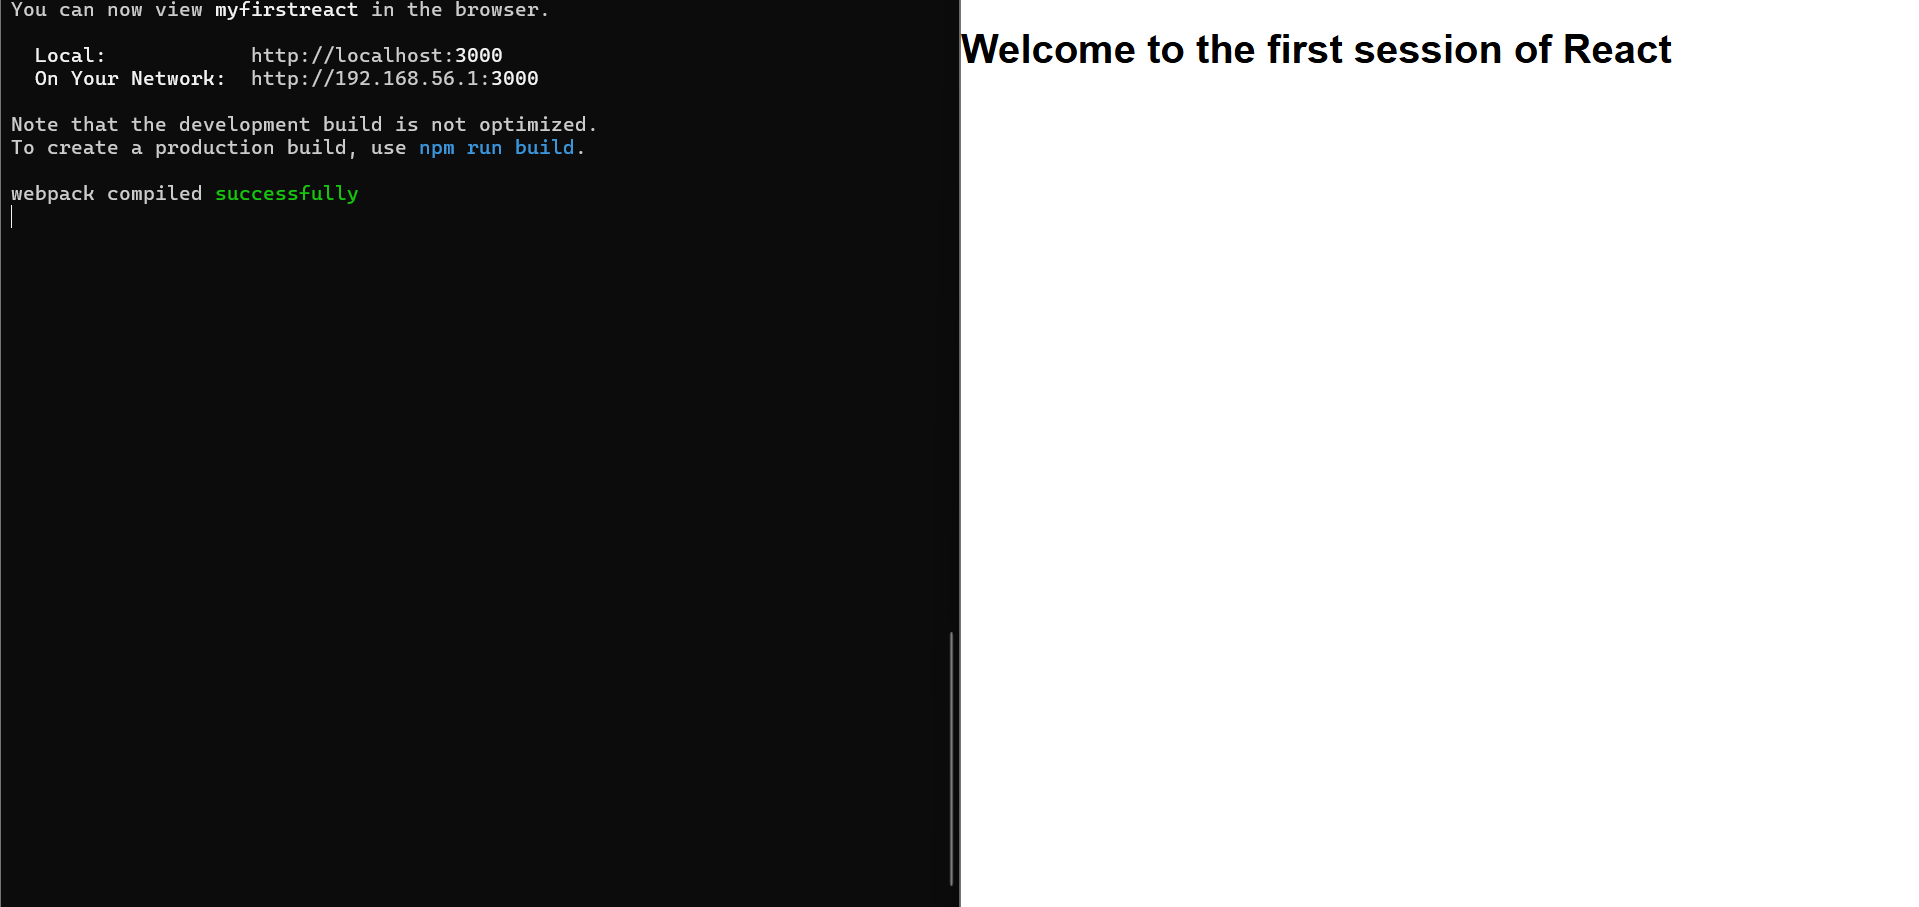 You can now view myfirstreact in the browser.
Local: http://localhost:3000
On Your Network: http://192.168.56.1:3000
Note that the development build is not optimized.
To create a production build, use npm run build.
webpack compiled successfully
Welcome to the first session of React